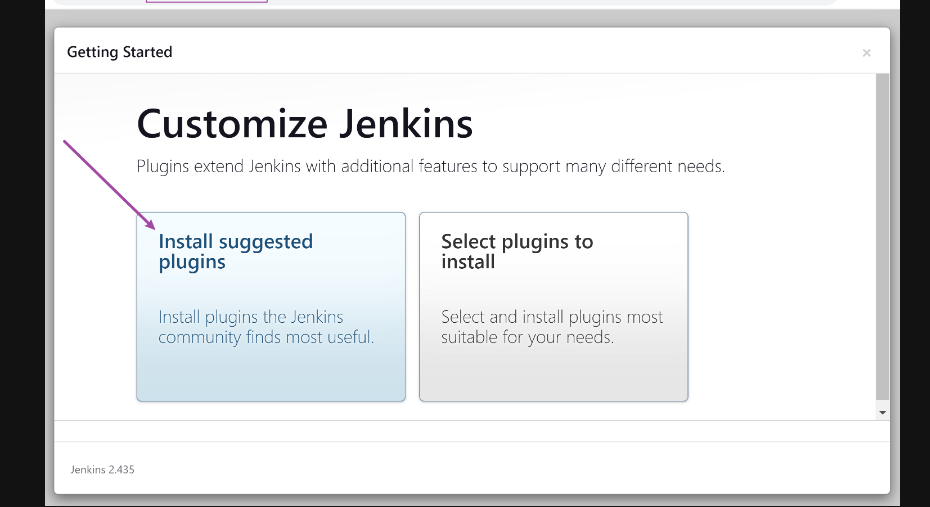 Getting Started
×
Customize Jenkins
Plugins extend Jenkins with additional features to support many different needs.
Install suggested
plugins
Install plugins the Jenkins
community finds most useful.
Select plugins to
install
Select and install plugins most
suitable for your needs.
Jenkins 2.435